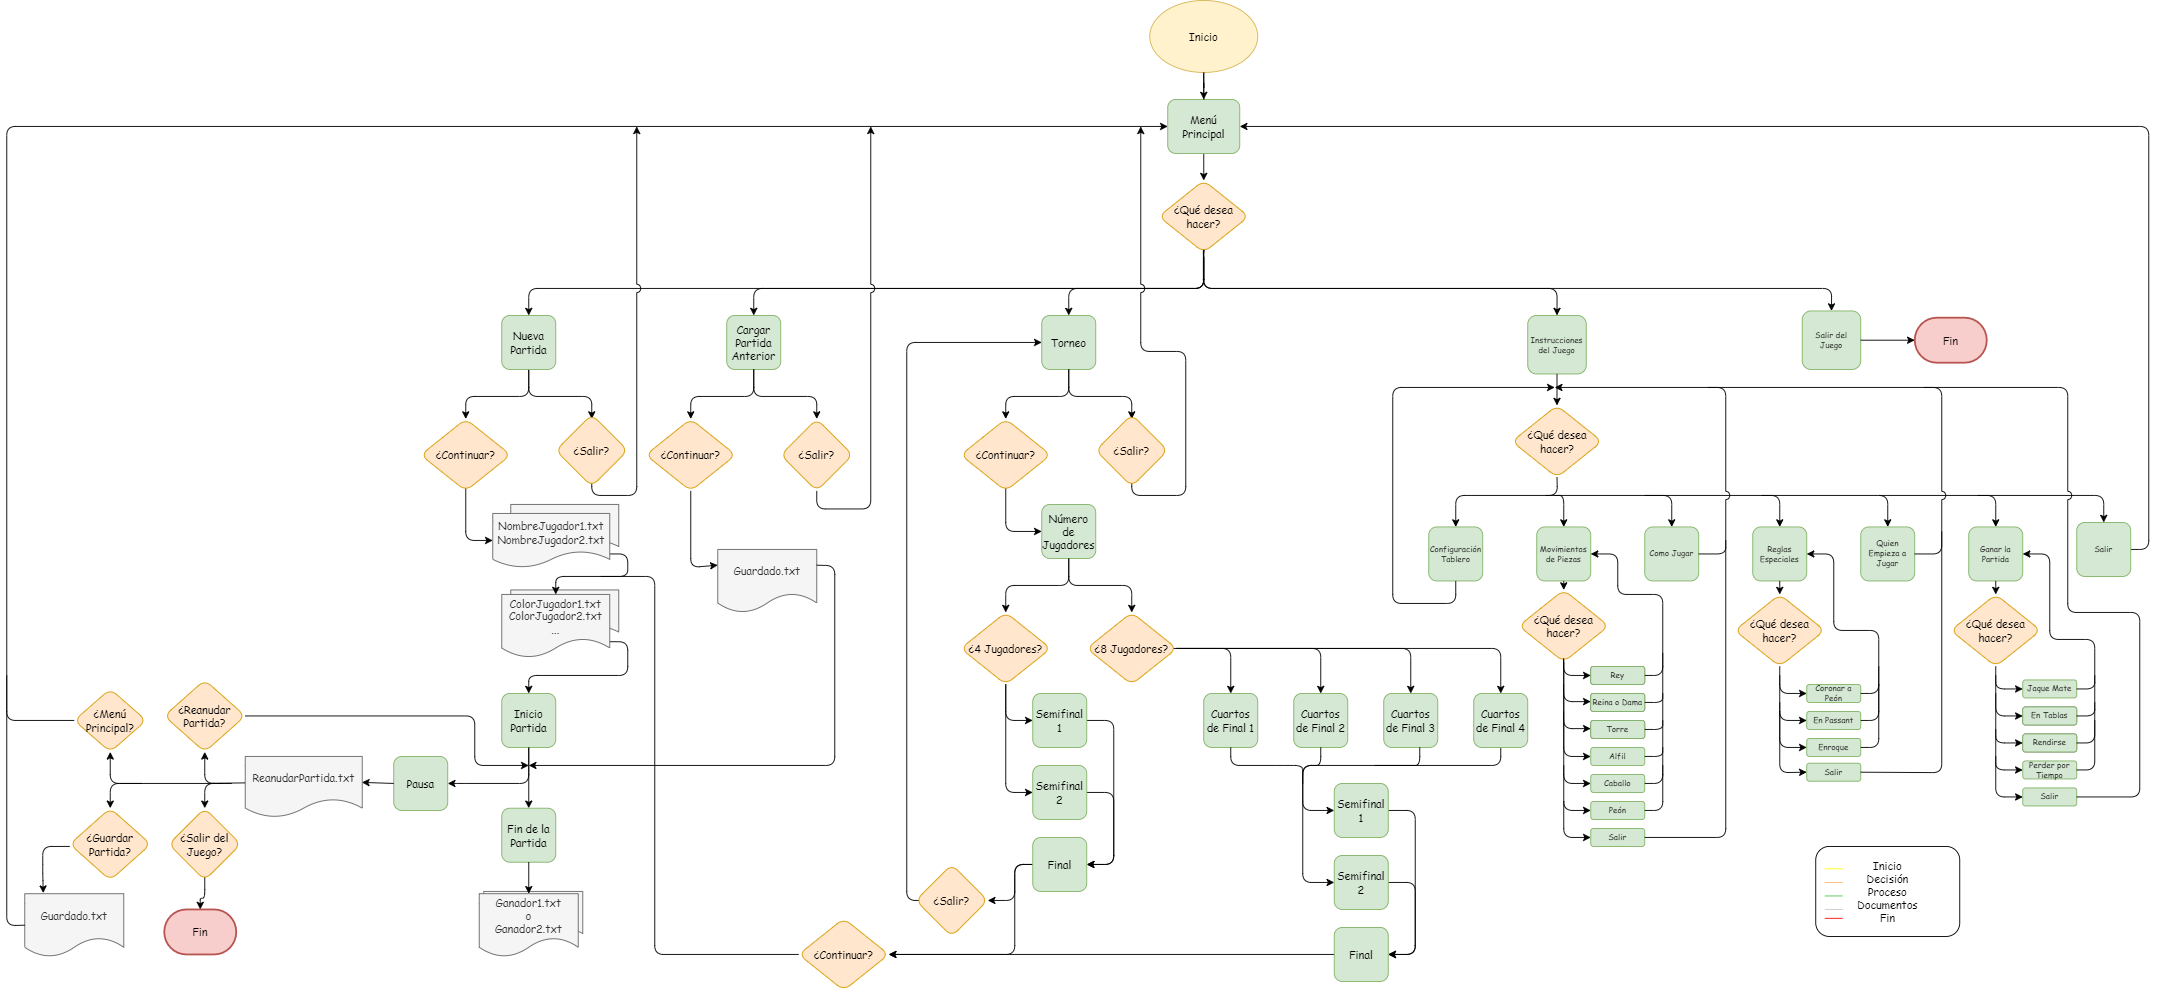 Inicio
Menú
Principal
¿Qué desea
hacer?
Nueva
Partida
Cargar
Partida
Anterior
Torneo
Instrucciones
del Juego
Salir del
Juego
Fin
¿Continuar?
¿Salir?
¿Continuar?
¿Salir?
¿Continuar?
¿Salir?
¿Qué desea
hacer?
NombreJugador1.txt
NombreJugador2.txt
Guardado.txt
Número
de
Jugadores
Configuración
Tablero
Movimientos
de Piezas
Como Jugar
Reglas
Especiales
Quien
Empieza a
Jugar
Ganar la
Partida
Salir
ColorJugador1.txt
ColorJugador2.txt
...
¿4 Jugadores?
¿8 Jugadores?
¿Qué desea
hacer?
¿Qué desea
hacer?
¿Qué desea
hacer?
Rey
Reina o Dama
Torre
Alfil
Caballo
Peón
Salir
Coronar a
Peón
En Passant
Enroque
Salir
Jaque Mate
En Tablas
Rendirse
Perder por
Tiempo
Salir
¿Menú
Principal?
¿Reanudar
Partida?
Inicio
Partida
Semifinal
1
Cuartos
de Final 1
Cuartos
de Final 2
Cuartos
de Final 3
Cuartos
de Final 4
ReanudarPartida.txt
Pausa
Semifinal
2
Semifinal
1
¿Guardar
Partida?
¿Salir del
Juego?
Fin de la
Partida
Final
Semifinal
2
Guardado.txt
Fin
Ganador1.txt
o
Ganador2.txt
¿Salir?
¿Continuar?
Final
Inicio
Decisión
Proceso
Documentos
Fin